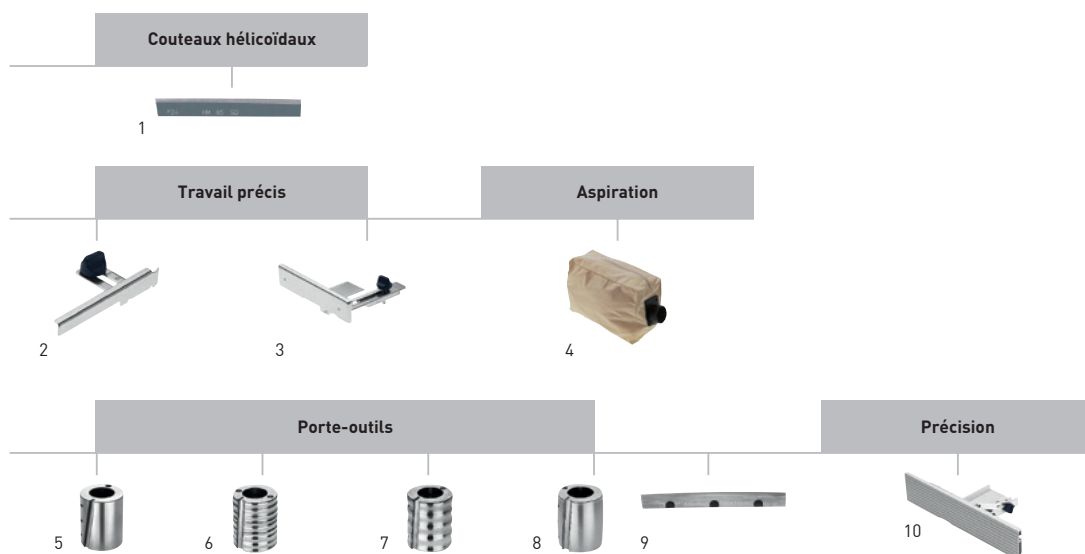 Couteaux hélicoïdaux
1
Travail précis
Aspiration
2
3
4
Porte-outils
Précision
5
6
7
8
9
10